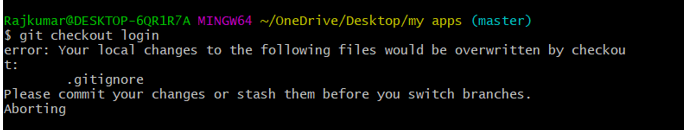 Rajkumar@DESKTOP-6QR1R7A MINGW64 ~/OneDrive/Desktop/my apps (master)
$ git checkout login
error: Your local changes to the following files would be overwritten by checkou
t:
        .gitignore
Please commit your changes or stash them before you switch branches.
Aborting